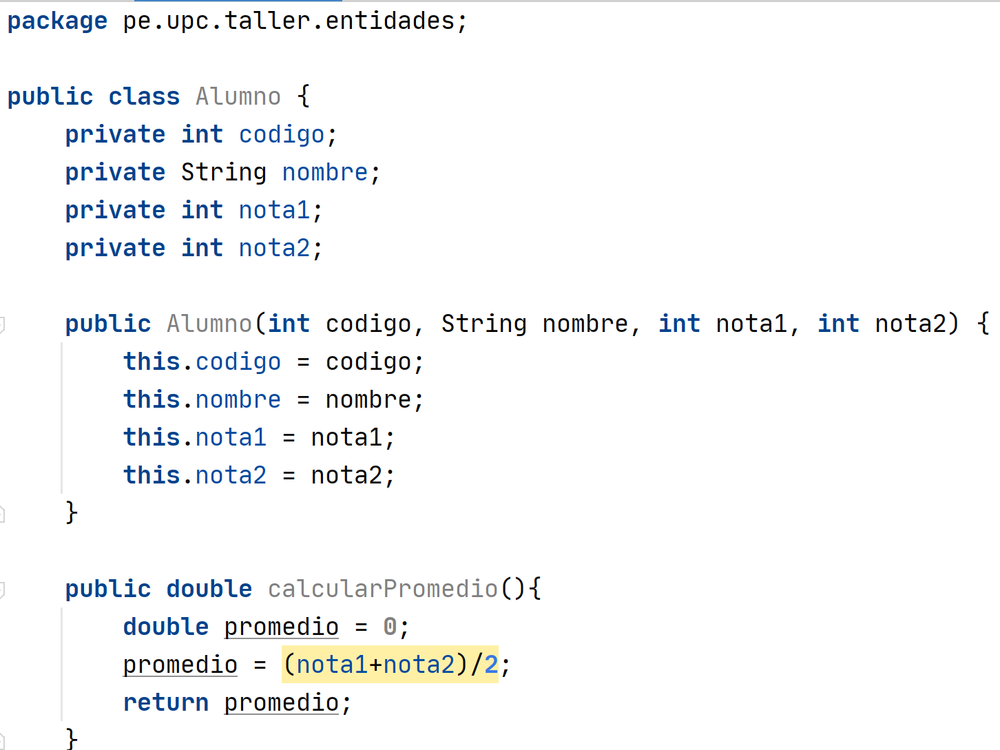 package pe.upc.taller.entidades;
public class Alumno {
private int codigo;
private String nombre;
private int nota1;
private int nota2;
public Alumno(int codigo, String nombre, int nota1, int nota2) {
this.codigo = codigo;
this.nombre = nombre;
this.nota1 = nota1;
this.nota2 = nota2;
}
public double calcularPromedio(){
double promedio = 0;
promedio = (nota1+nota2)/2;
return promedio;
}